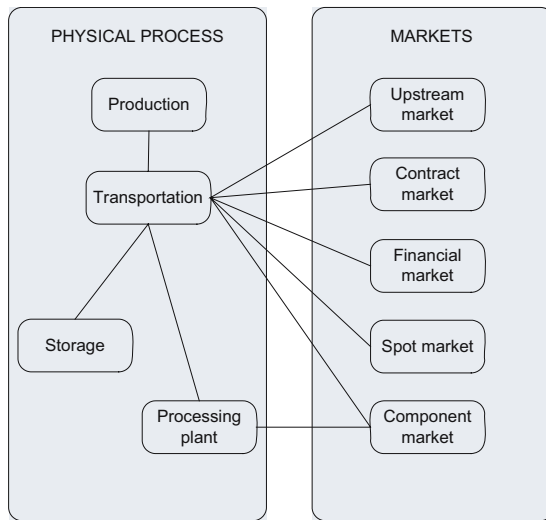 PHYSICAL PROCESS
Production
Transportation
Storage
Processing
plant
MARKETS
Upstream
market
Contract
market
Financial
market
Spot market
Component
market